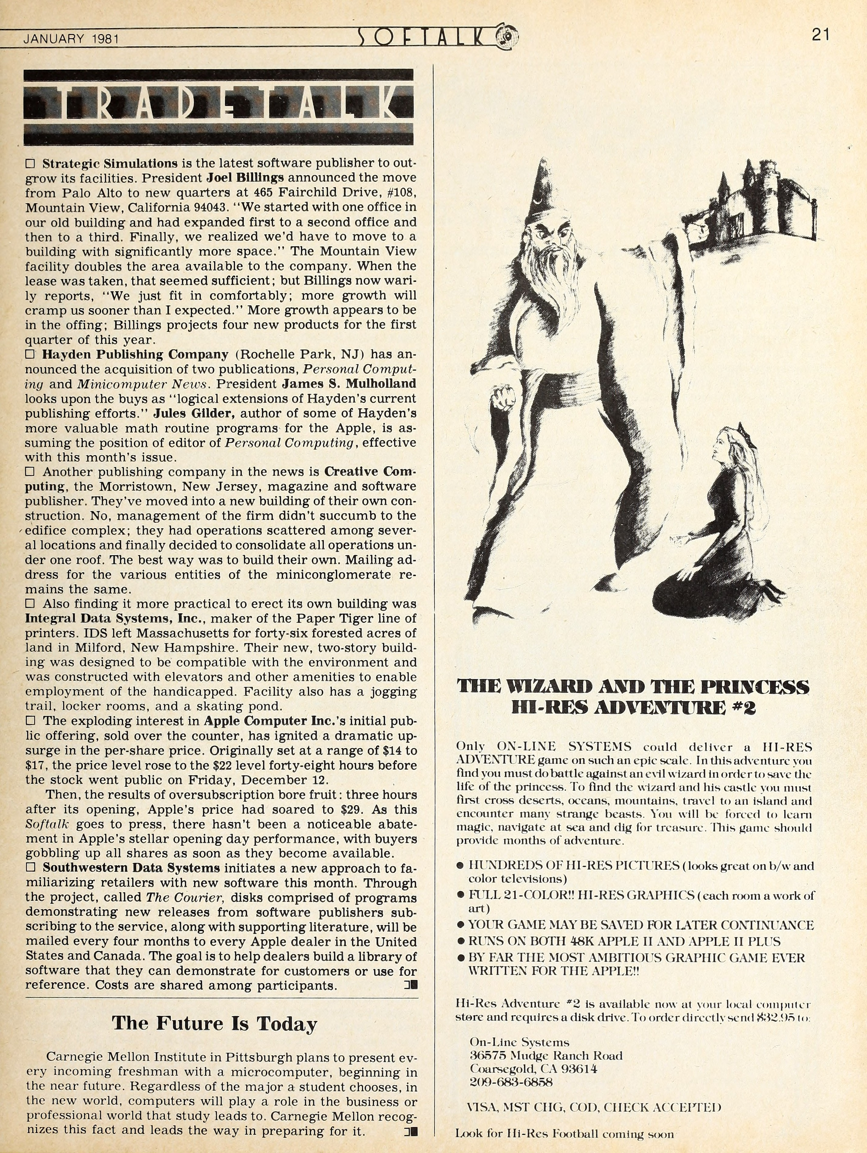 JANUARY 1981
SOFTALK
21
TRADETALK
□ Strategic Simulations is the latest software publisher to out-
grow its facilities. President Joel Billings announced the move
from Palo Alto to new quarters at 465 Fairchild Drive, #108,
Mountain View, California 94043. "We started with one office in
our old building and had expanded first to a second office and
then to a third. Finally, we realized we'd have to move to a
building with significantly more space." The Mountain View
facility doubles the area available to the company. When the
lease was taken, that seemed sufficient; but Billings now wari-
ly reports, "We just fit in comfortably; more growth will
cramp us sooner than I expected." More growth appears to be
in the offing; Billings projects four new products for the first
quarter of this year.
□ Hayden Publishing Company (Rochelle Park, NJ) has an-
nounced the acquisition of two publications, Personal Comput-
ing and Minicomputer News. President James S. Mulholland
looks upon the buys as "logical extensions of Hayden's current
publishing efforts." Jules Gilder, author of some of Hayden's
more valuable math routine programs for the Apple, is as-
suming the position of editor of Personal Computing, effective
with this month's issue.
□ Another publishing company in the news is Creative Com-
puting, the Morristown, New Jersey, magazine and software
publisher. They've moved into a new building of their own con-
struction. No, management of the firm didn't succumb to the
edifice complex; they had operations scattered among sever-
al locations and finally decided to consolidate all operations un-
der one roof. The best way was to build their own. Mailing ad-
dress for the various entities of the miniconglomerate re-
mains the same.
□ Also finding it more practical to erect its own building was
Integral Data Systems, Inc., maker of the Paper Tiger line of
printers. IDS left Massachusetts for forty-six forested acres of
land in Milford, New Hampshire. Their new, two-story build-
ing was designed to be compatible with the environment and
was constructed with elevators and other amenities to enable
employment of the handicapped. Facility also has a jogging
trail, locker rooms, and a skating pond.
□ The exploding interest in Apple Computer Inc.'s initial pub-
lic offering, sold over the counter, has ignited a dramatic up-
surge in the per-share price. Originally set at a range of $14 to
$17, the price level rose to the $22 level forty-eight hours before
the stock went public on Friday, December 12.
Then, the results of oversubscription bore fruit: three hours
after its opening, Apple's price had soared to $29. As this
Softalk goes to press, there hasn't been a noticeable abate-
ment in Apple's stellar opening day performance, with buyers
gobbling up all shares as soon as they become available.
□ Southwestern Data Systems initiates a new approach to fa-
miliarizing retailers with new software this month. Through
the project, called The Courier, disks comprised of programs
demonstrating new releases from software publishers sub-
scribing to the service, along with supporting literature, will be
mailed every four months to every Apple dealer in the United
States and Canada. The goal is to help dealers build a library of
software that they can demonstrate for customers or use for
reference. Costs are shared among participants.
The Future Is Today
Carnegie Mellon Institute in Pittsburgh plans to present ev-
ery incoming freshman with a microcomputer, beginning in
the near future. Regardless of the major a student chooses, in
the new world, computers will play a role in the business or
professional world that study leads to. Carnegie Mellon recog-
nizes this fact and leads the way in preparing for it.
THE WIZARD AND THE PRINCESS
HI-RES ADVENTURE #2
Only ON-LINE SYSTEMS could deliver a HI-RES
ADVENTURE game on such an epic scale. In this adventure you
find you must do battle against an evil wizard in order to save the
life of the princess. To find the wizard and his castle you must
first cross deserts, oceans, mountains, travel to an island and
encounter many strange beasts. You will be forced to learn
magic, navigate at sea and dig for treasure. This game should
provide months of adventure.
● HUNDREDS OF HI-RES PICTURES (looks great on b/w and
color televisions)
● FULL 21-COLOR!! HI-RES GRAPHICS (each room a work of
art)
● YOUR GAME MAY BE SAVED FOR LATER CONTINUANCE
● RUNS ON BOTH 48K APPLE II AND APPLE II PLUS
● BY FAR THE MOST AMBITIOUS GRAPHIC GAME EVER
WRITTEN FOR THE APPLE!!
Hi-Res Adventure #2 is available now at your local computer
store and requires a disk drive. To order directly send $32.95 to:
On-Line Systems
36575 Mudge Ranch Road
Coarsegold, CA 93614
209-683-6858
VISA, MST CHG, COD, CHECK ACCEPTED
Look for Hi-Res Football coming soon